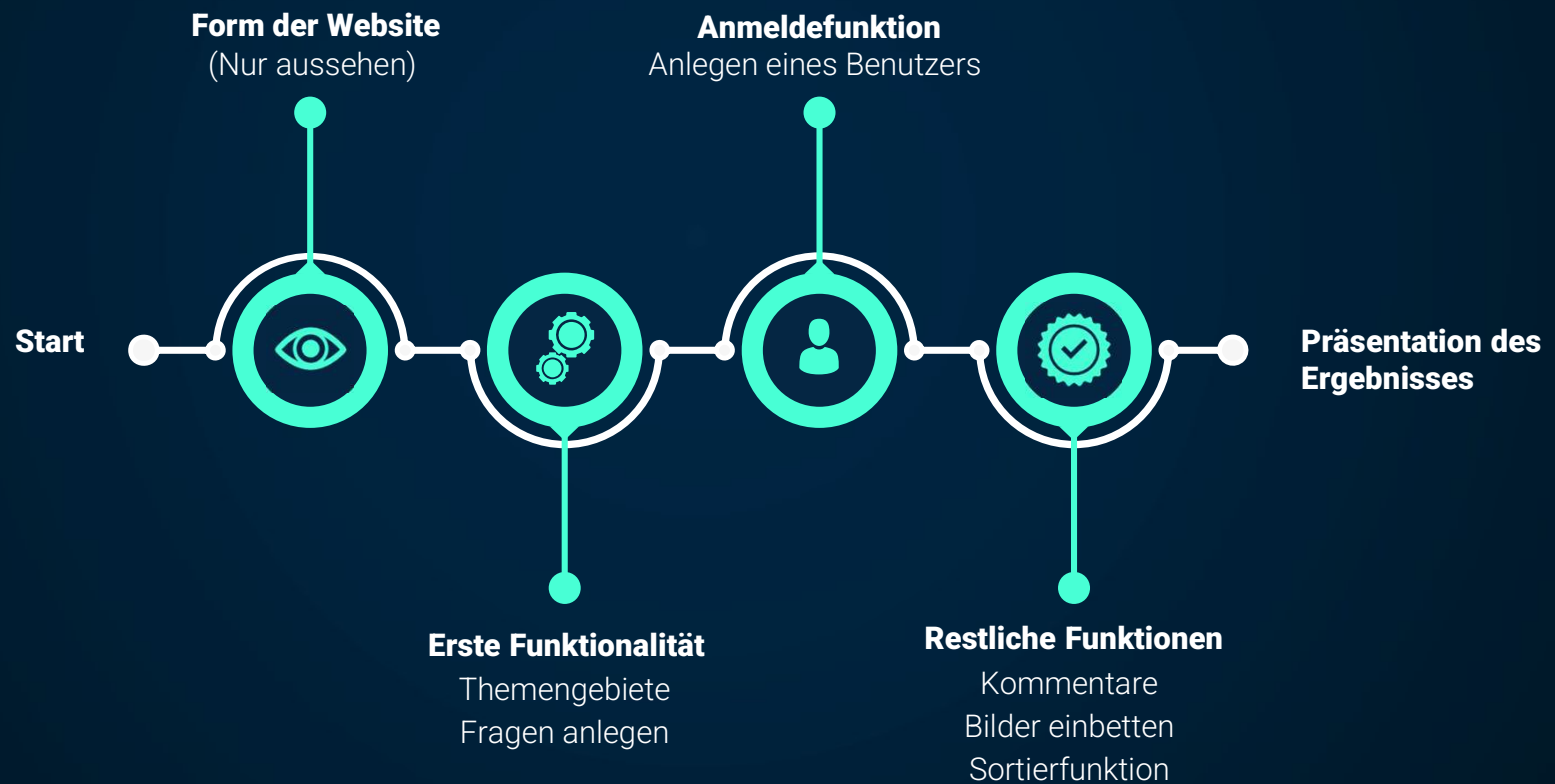 Form der Website
(Nur aussehen)
Anmeldefunktion
Anlegen eines Benutzers
Start
Präsentation des
Ergebnisses
Erste Funktionalität
Themengebiete
Fragen anlegen
Restliche Funktionen
Kommentare
Bilder einbetten
Sortierfunktion